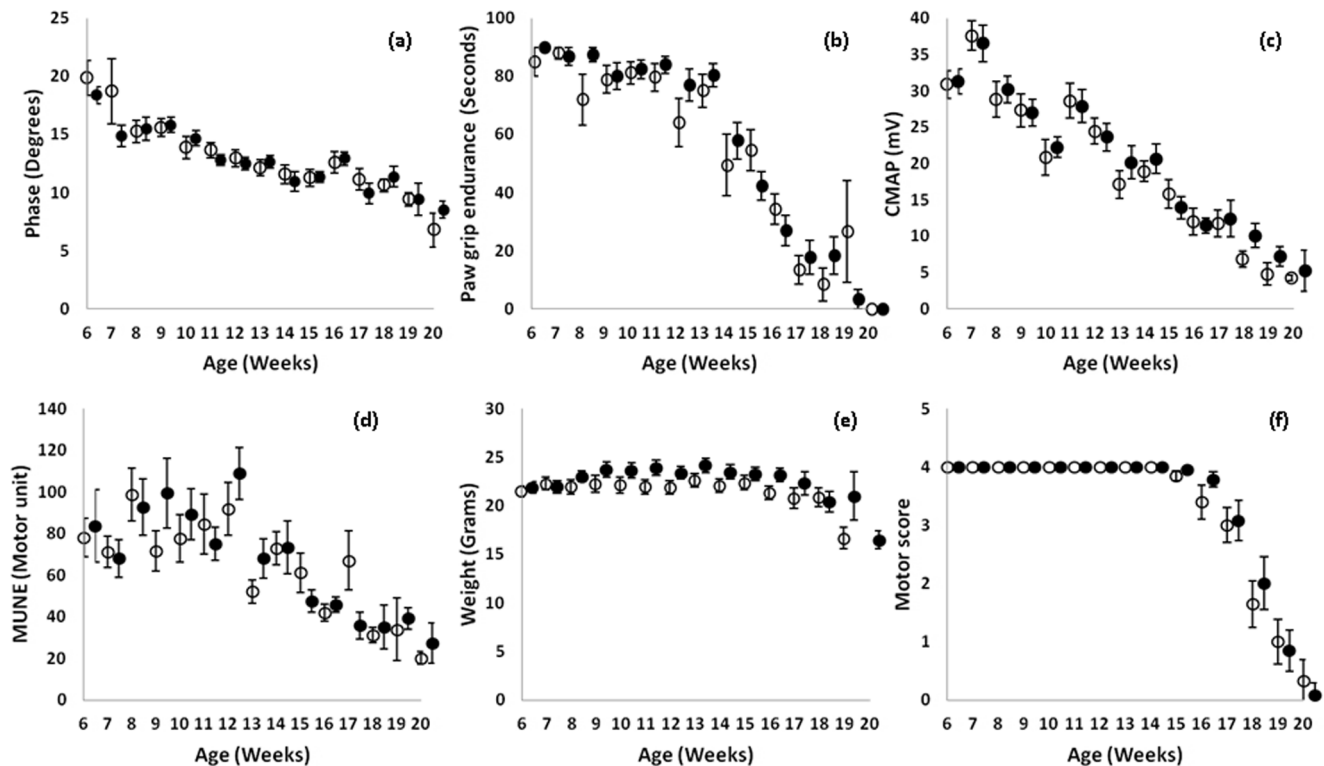 (a)
Phase (Degrees)
25
20
15
10
5
0
6 7 8 9 10 11 12 13 14 15 16 17 18 19 20
Age (Weeks)
(b)
Paw grip endurance (Seconds)
100
80
60
40
20
0
6 7 8 9 10 11 12 13 14 15 16 17 18 19 20
Age (Weeks)
(c)
CMAP (mV)
40
35
30
25
20
15
10
5
0
6 7 8 9 10 11 12 13 14 15 16 17 18 19 20
Age (Weeks)
(d)
MUNE (Motor unit)
140
120
100
80
60
40
20
0
6 7 8 9 10 11 12 13 14 15 16 17 18 19 20
Age (Weeks)
(e)
Weight (Grams)
30
25
20
15
10
5
0
6 7 8 9 10 11 12 13 14 15 16 17 18 19 20
Age (Weeks)
(f)
Motor score
5
4
3
2
1
0
6 7 8 9 10 11 12 13 14 15 16 17 18 19 20
Age (Weeks)